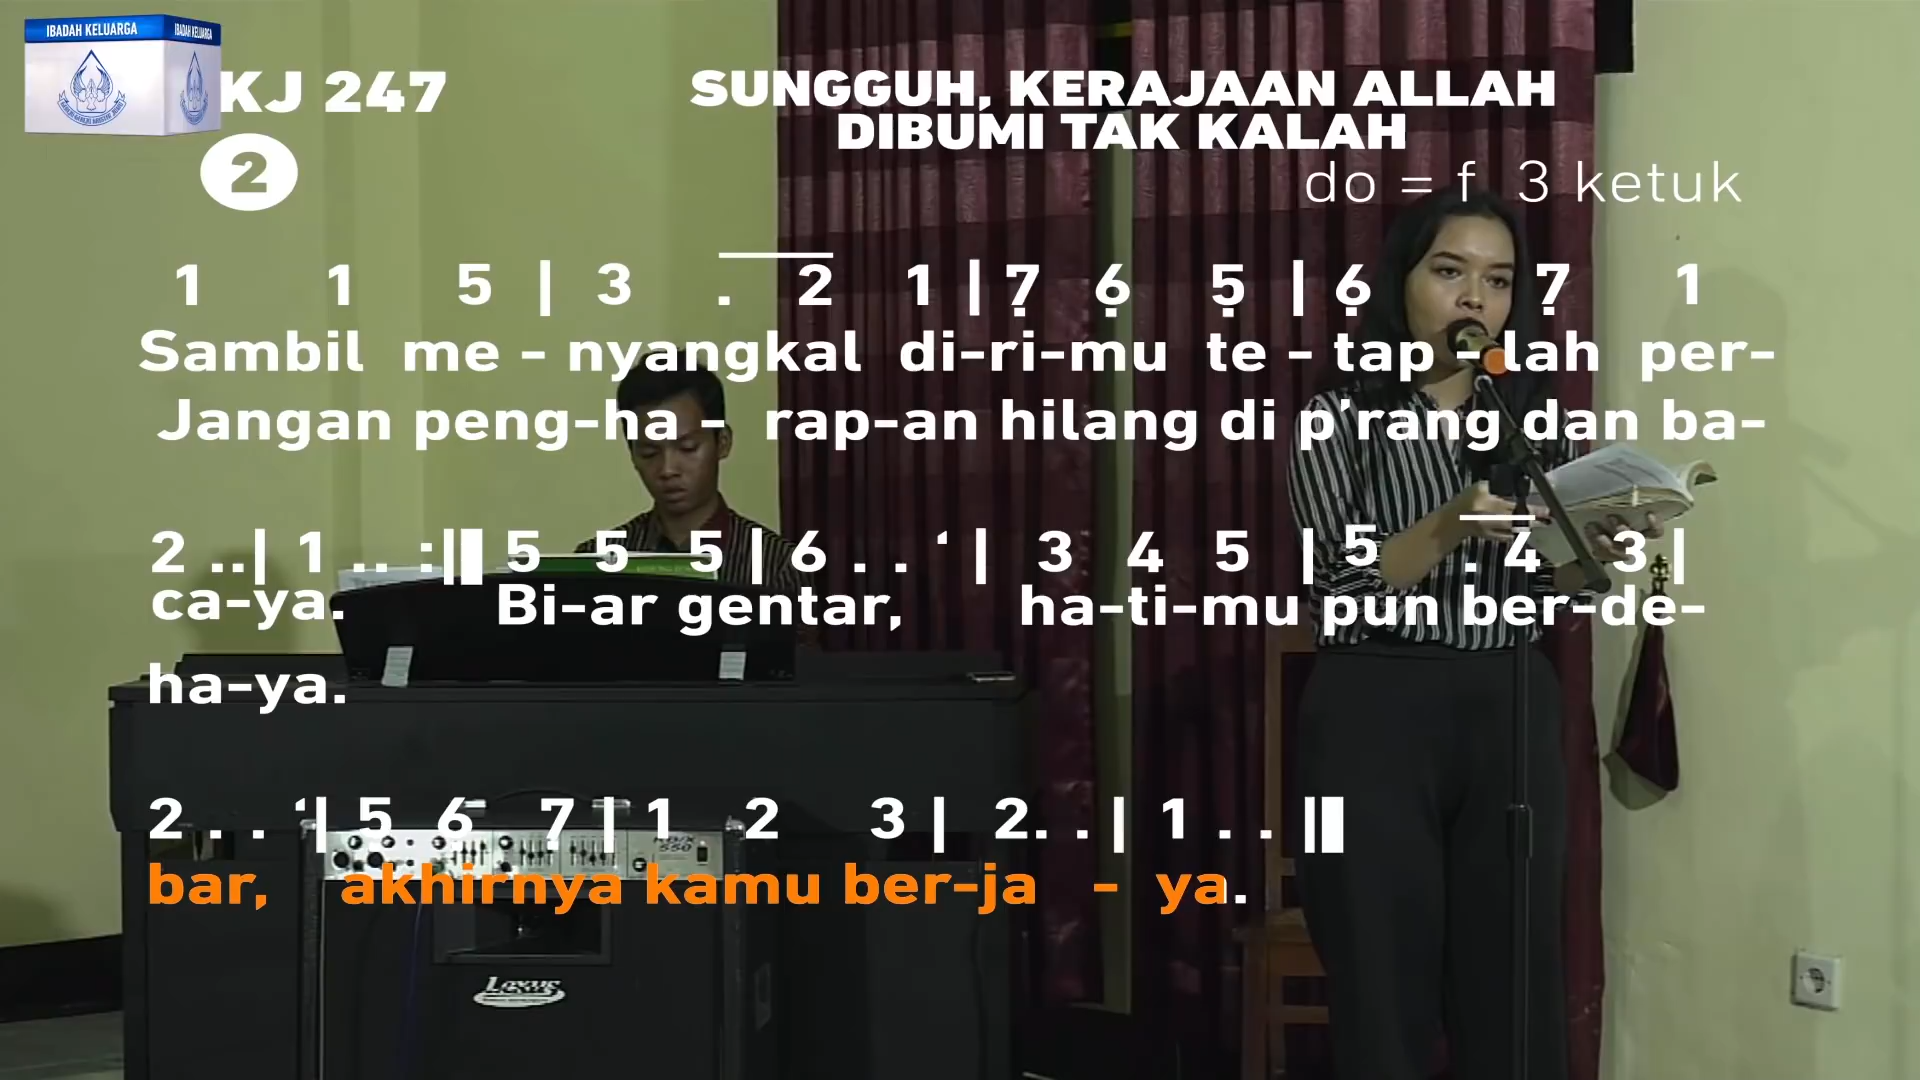 IBADAH KELUARGA IBADAH KELUARGA
KJ 247
SUNGGUH, KERAJAAN ALLAH
DIBUMI TAK KALAH
2
do = f 3 ketuk
1 1 5 | 3 . 2 1 | 7̣ 6̣ 5̣ | 6̣ 7̣ 1
Sambil me - nyangkal di-ri-mu te - tap - lah per-
Jangan peng-ha - rap-an hilang di p'rang dan ba-
2 ..| 1 .. :|| 5 5 5 | 6 . . ‘ | 3 4 5 | 5 . 4 3 |
ca-ya. Bi-ar gentar, ha-ti-mu pun ber-de-
ha-ya.
2 . . ‘| 5 6 7 | 1 2 3 | 2. . | 1 . . ||
bar, akhirnya kamu ber-ja - ya.
550